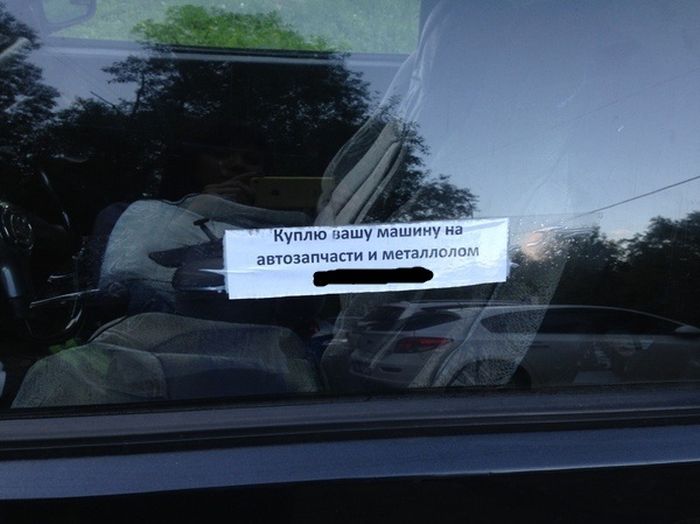 Куплю вашу машину на
автозапчасти и металлолом